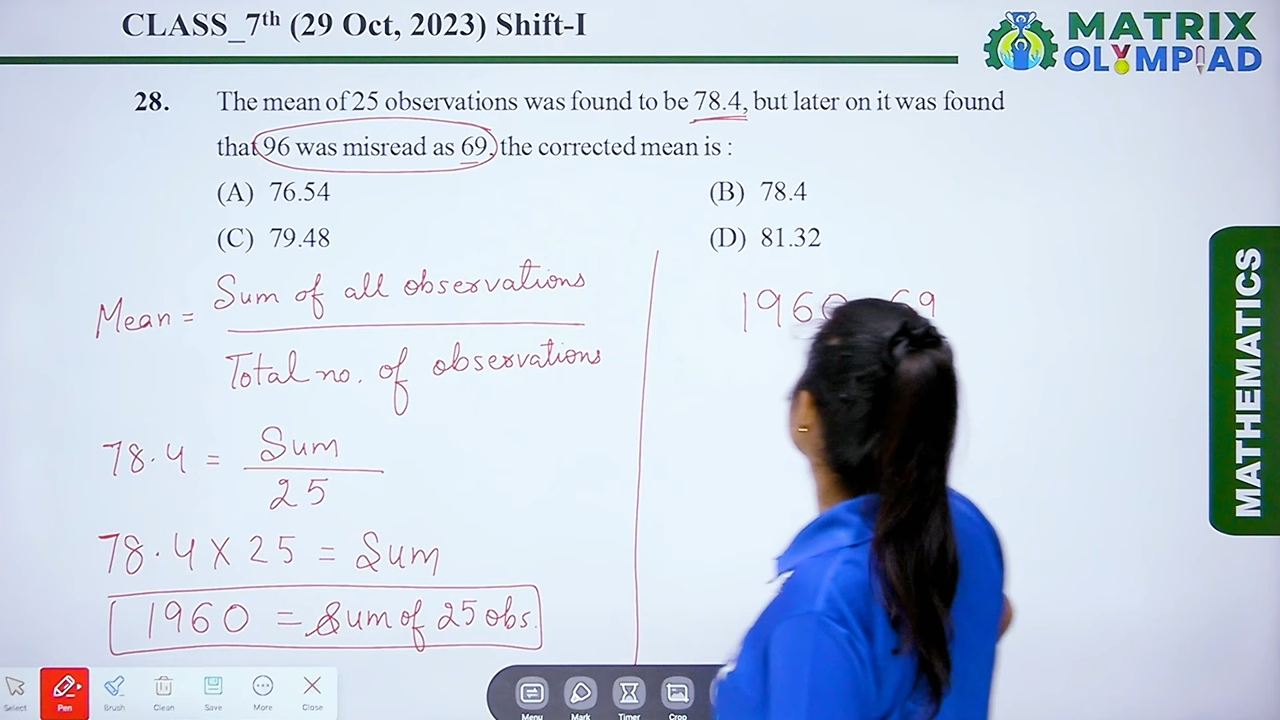 CLASS_7th (29 Oct, 2023) Shift-I
MATRIX
OLYMPIAD
28. The mean of 25 observations was found to be 78.4, but later on it was found
that 96 was misread as 69, the corrected mean is :
(A) 76.54 (B) 78.4
(C) 79.48 (D) 81.32
Mean = Sum of all observations
Total no. of observations
78.4 = Sum
25
78.4 X 25 = Sum
1960 = Sum of 25 obs.
1960 69
MATHEMATICS
Select Pen Brush Clean Save More Close
Menu Mark Timer Crop